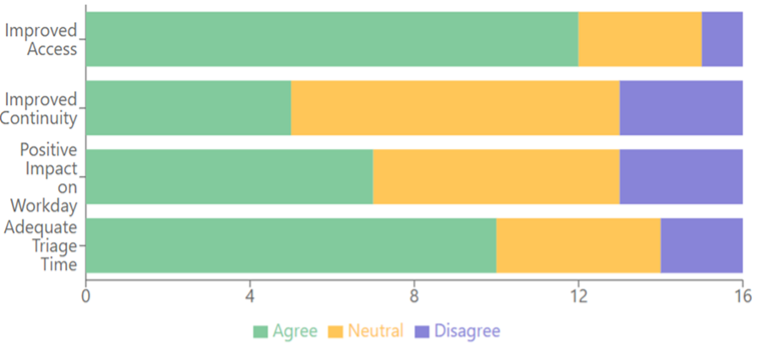 Improved
Access
Improved
Continuity
Positive
Impact
on
Workday
Adequate
Triage
Time
0 4 8 12 16
Agree Neutral Disagree